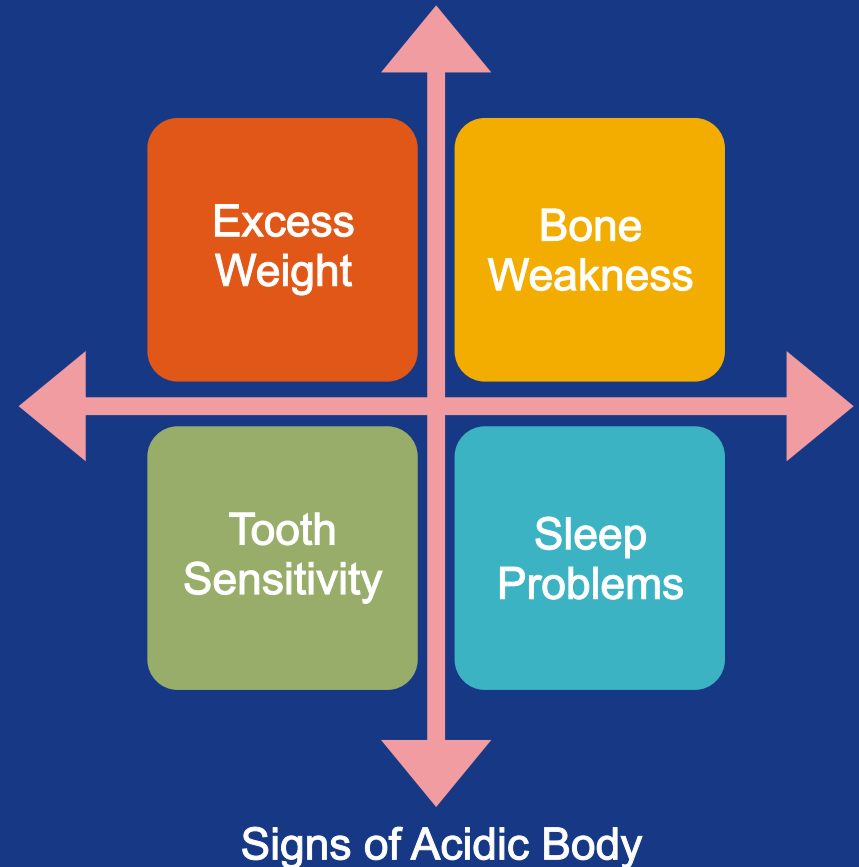 Excess
Weight
Bone
Weakness
Tooth
Sensitivity
Sleep
Problems
Signs of Acidic Body